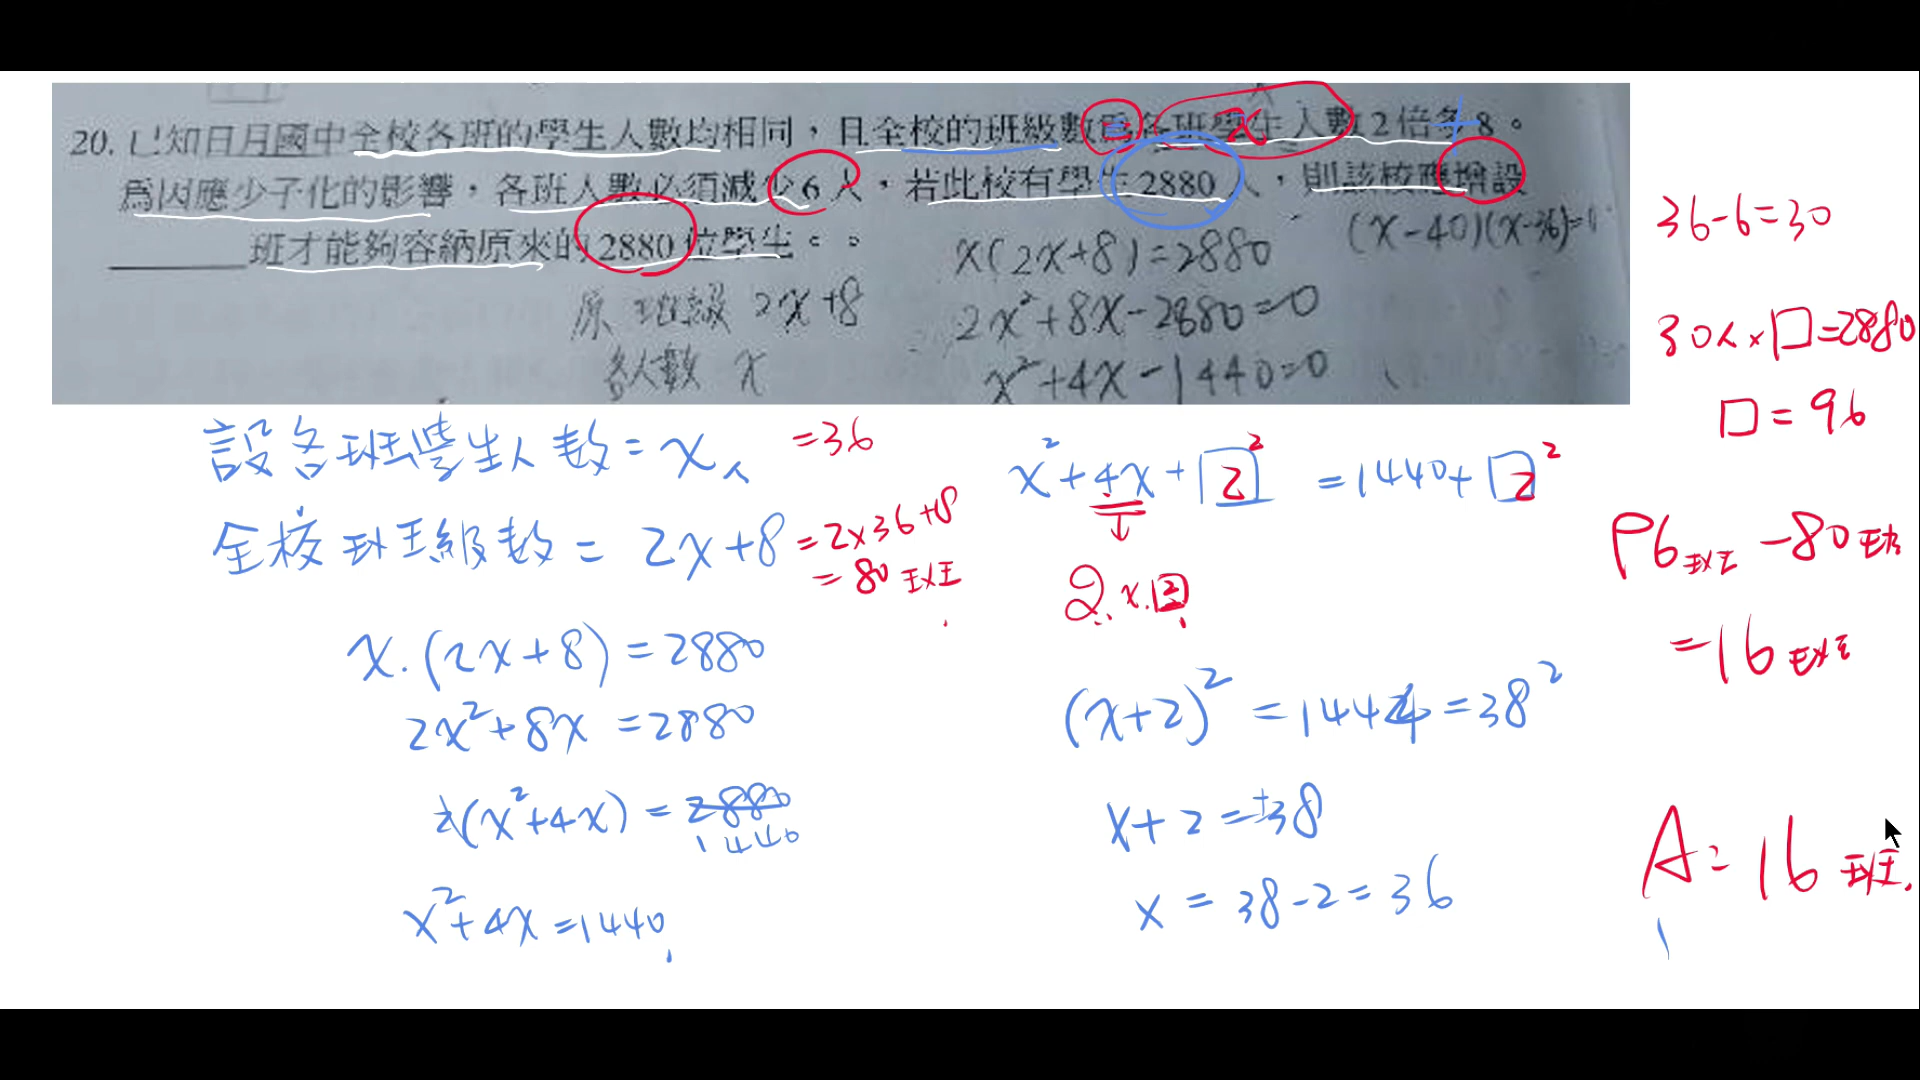 20. 已知日月國中全校各班的學生人數均相同，且全校的班級數為各班學生人數2倍多8。
為因應少子化的影響，各班人數必須減少6人，若此校有學生2880人，則該校應增設
______班才能夠容納原來的2880位學生。。
x(2x+8)=2880
(x-40)(x-36)=0
原 班級 2x+8
2x²+8x-2880=0
各人數 x
x²+4x-1440=0
=
x
+
設各班學生人數=x人 =36
全校班級數= 2x+8 =2x36+8
=80班
x.(2x+8)=2880
2x²+8x=2880
2(x²+4x)=2880
1440
x²+4x=1440
x²+4x+2²=1440+2²
2.x.2
(x+2)²=1444=38²
x+2=±38
x=38-2=36
36-6=30
30人×□=2880
□=96
96班-80班
=16班
A=16班.